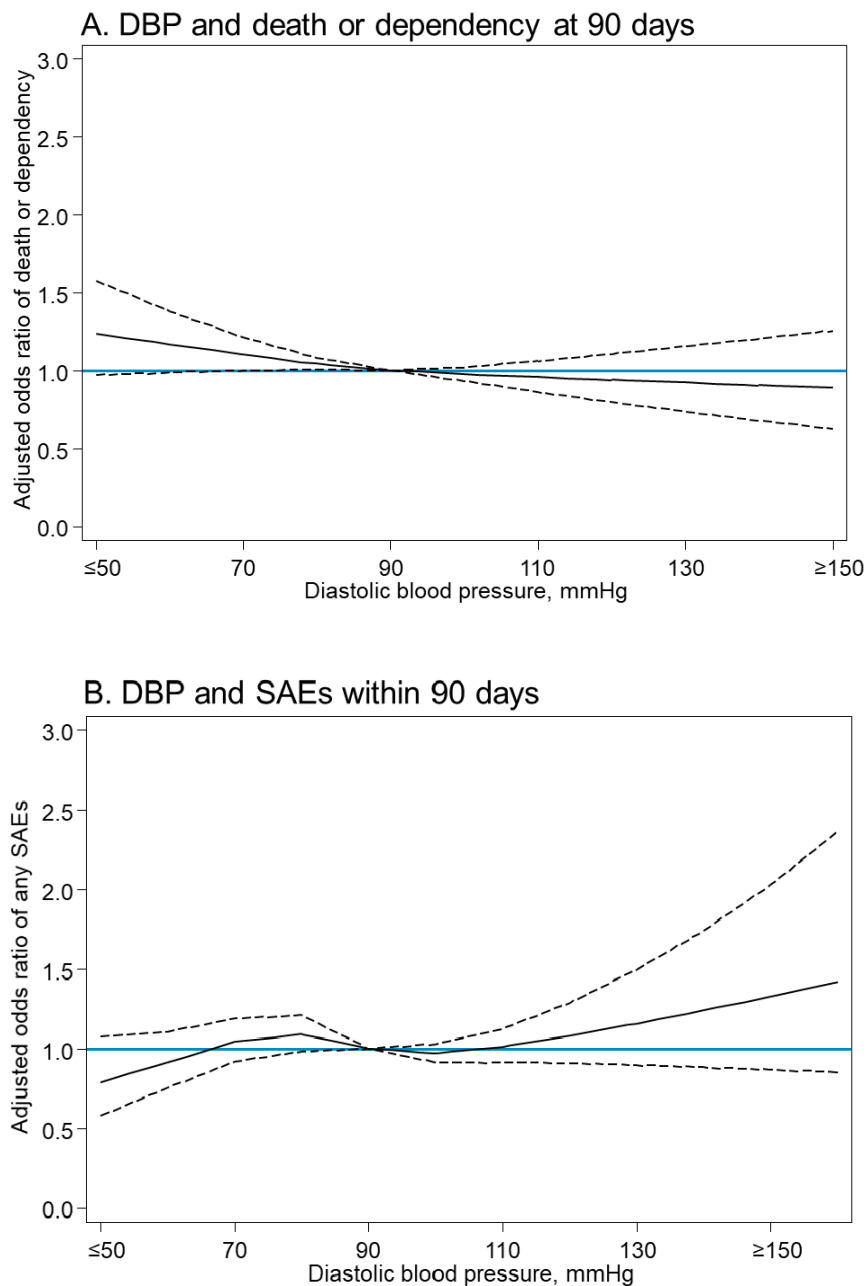 A. DBP and death or dependency at 90 days
Adjusted odds ratio of death or dependency
3.0
2.5
2.0
1.5
1.0
0.5
0.0
≤50 70 90 110 130 ≥150
Diastolic blood pressure, mmHg
B. DBP and SAEs within 90 days
Adjusted odds ratio of any SAEs
3.0
2.5
2.0
1.5
1.0
0.5
0.0
≤50 70 90 110 130 ≥150
Diastolic blood pressure, mmHg